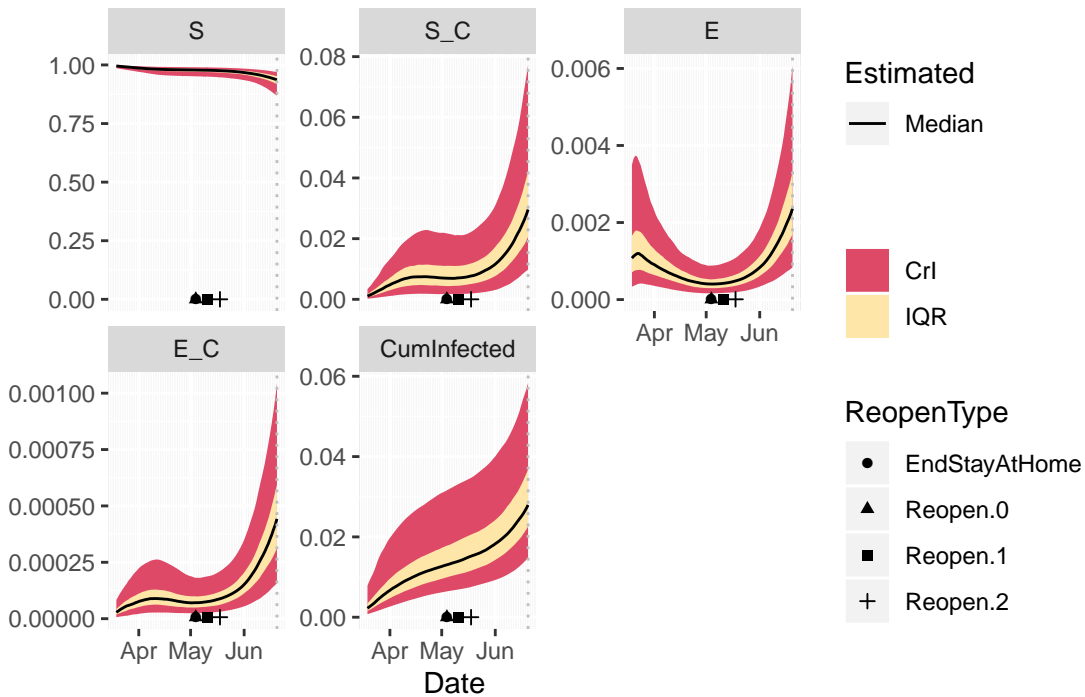 S
S_C
E
1.00
0.75
0.50
0.25
0.00
0.08
0.06
0.04
0.02
0.00
0.006
0.004
0.002
0.000
Apr May Jun
E_C
CumInfected
0.00100
0.00075
0.00050
0.00025
0.00000
0.06
0.04
0.02
0.00
Apr May Jun
Apr May Jun
Date
Estimated
Median
CrI
IQR
ReopenType
EndStayAtHome
Reopen.0
Reopen.1
Reopen.2